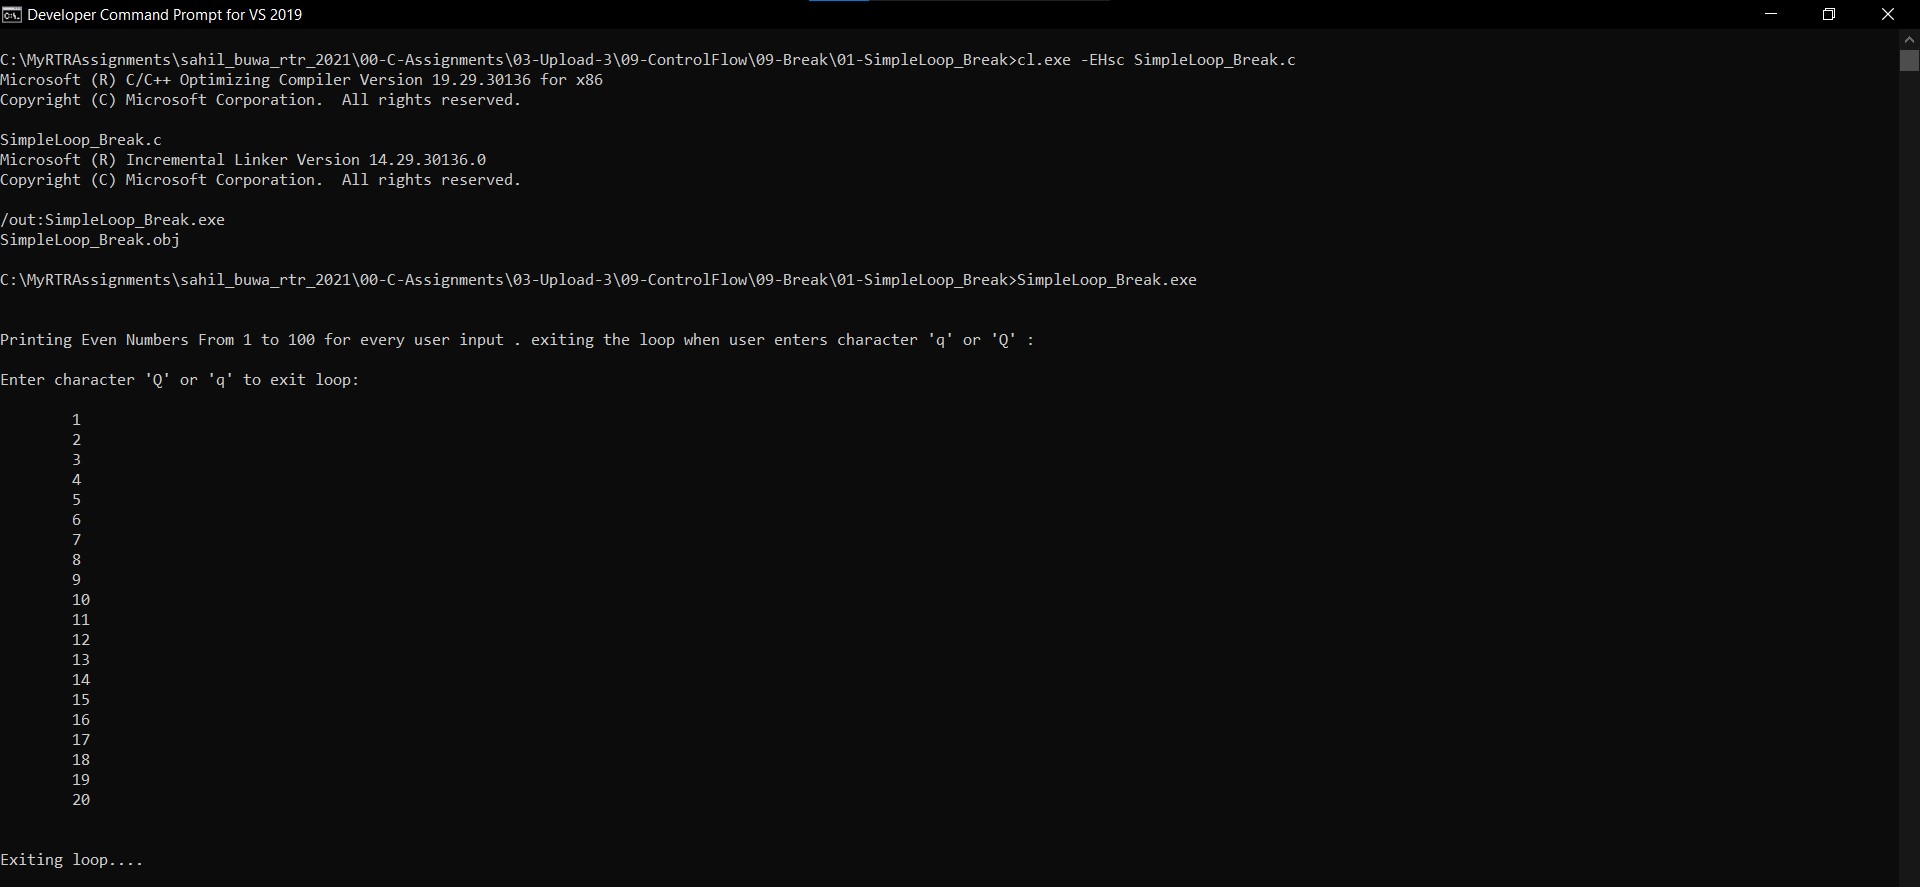 Developer Command Prompt for VS 2019
C:\MyRTRAssignments\sahil_buwa_rtr_2021\00-C-Assignments\03-Upload-3\09-ControlFlow\09-Break\01-SimpleLoop_Break>cl.exe -EHsc SimpleLoop_Break.c
Microsoft (R) C/C++ Optimizing Compiler Version 19.29.30136 for x86
Copyright (C) Microsoft Corporation.  All rights reserved.
SimpleLoop_Break.c
Microsoft (R) Incremental Linker Version 14.29.30136.0
Copyright (C) Microsoft Corporation.  All rights reserved.
/out:SimpleLoop_Break.exe
SimpleLoop_Break.obj
C:\MyRTRAssignments\sahil_buwa_rtr_2021\00-C-Assignments\03-Upload-3\09-ControlFlow\09-Break\01-SimpleLoop_Break>SimpleLoop_Break.exe
Printing Even Numbers From 1 to 100 for every user input . exiting the loop when user enters character 'q' or 'Q' :
Enter character 'Q' or 'q' to exit loop:
1
2
3
4
5
6
7
8
9
10
11
12
13
14
15
16
17
18
19
20
Exiting loop....